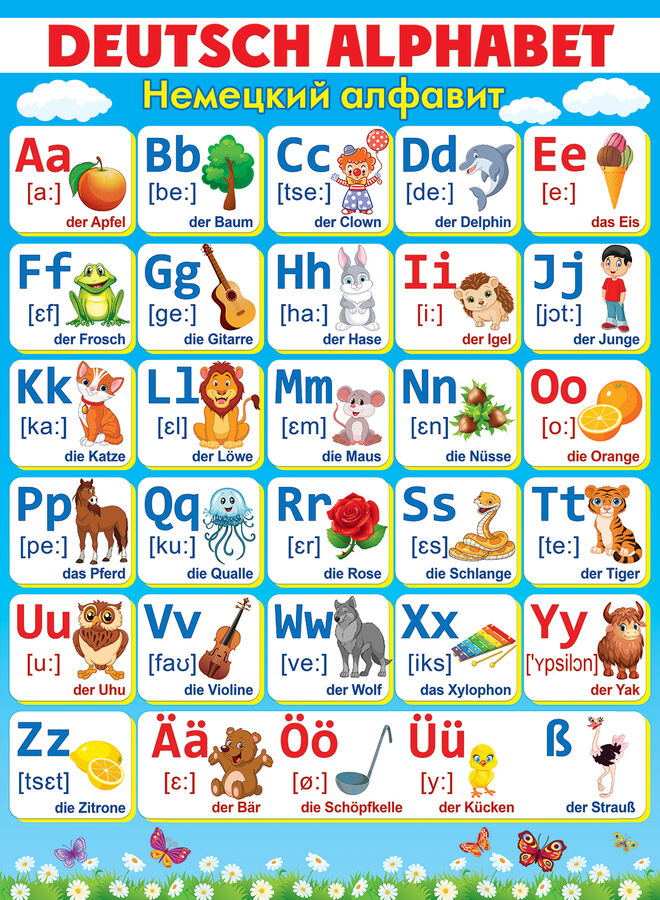 DEUTSCH ALPHABET
Немецкий алфавит
Aa
[a:]
der Apfel
Bb
[be:]
der Baum
Cc
[tse:]
der Clown
Dd
[de:]
der Delphin
Ee
[e:]
das Eis
Ff
[ɛf]
der Frosch
Gg
[ge:]
die Gitarre
Hh
[ha:]
der Hase
Ii
[i:]
der Igel
Jj
[jɔt:]
der Junge
Kk
[ka:]
die Katze
Ll
[ɛl]
der Löwe
Mm
[ɛm]
die Maus
Nn
[ɛn]
die Nüsse
Oo
[o:]
die Orange
Pp
[pe:]
das Pferd
Qq
[ku:]
die Qualle
Rr
[ɛr]
die Rose
Ss
[ɛs]
die Schlange
Tt
[te:]
der Tiger
Uu
[u:]
der Uhu
Vv
[faʊ]
die Violine
Ww
[ve:]
der Wolf
Xx
[iks]
das Xylophon
Yy
['ʏpsilɔn]
der Yak
Zz
[tsɛt]
die Zitrone
Ää
[ɛ:]
der Bär
Öö
[ø:]
die Schöpfkelle
Üü
[y:]
der Kücken
ß
der Strauß